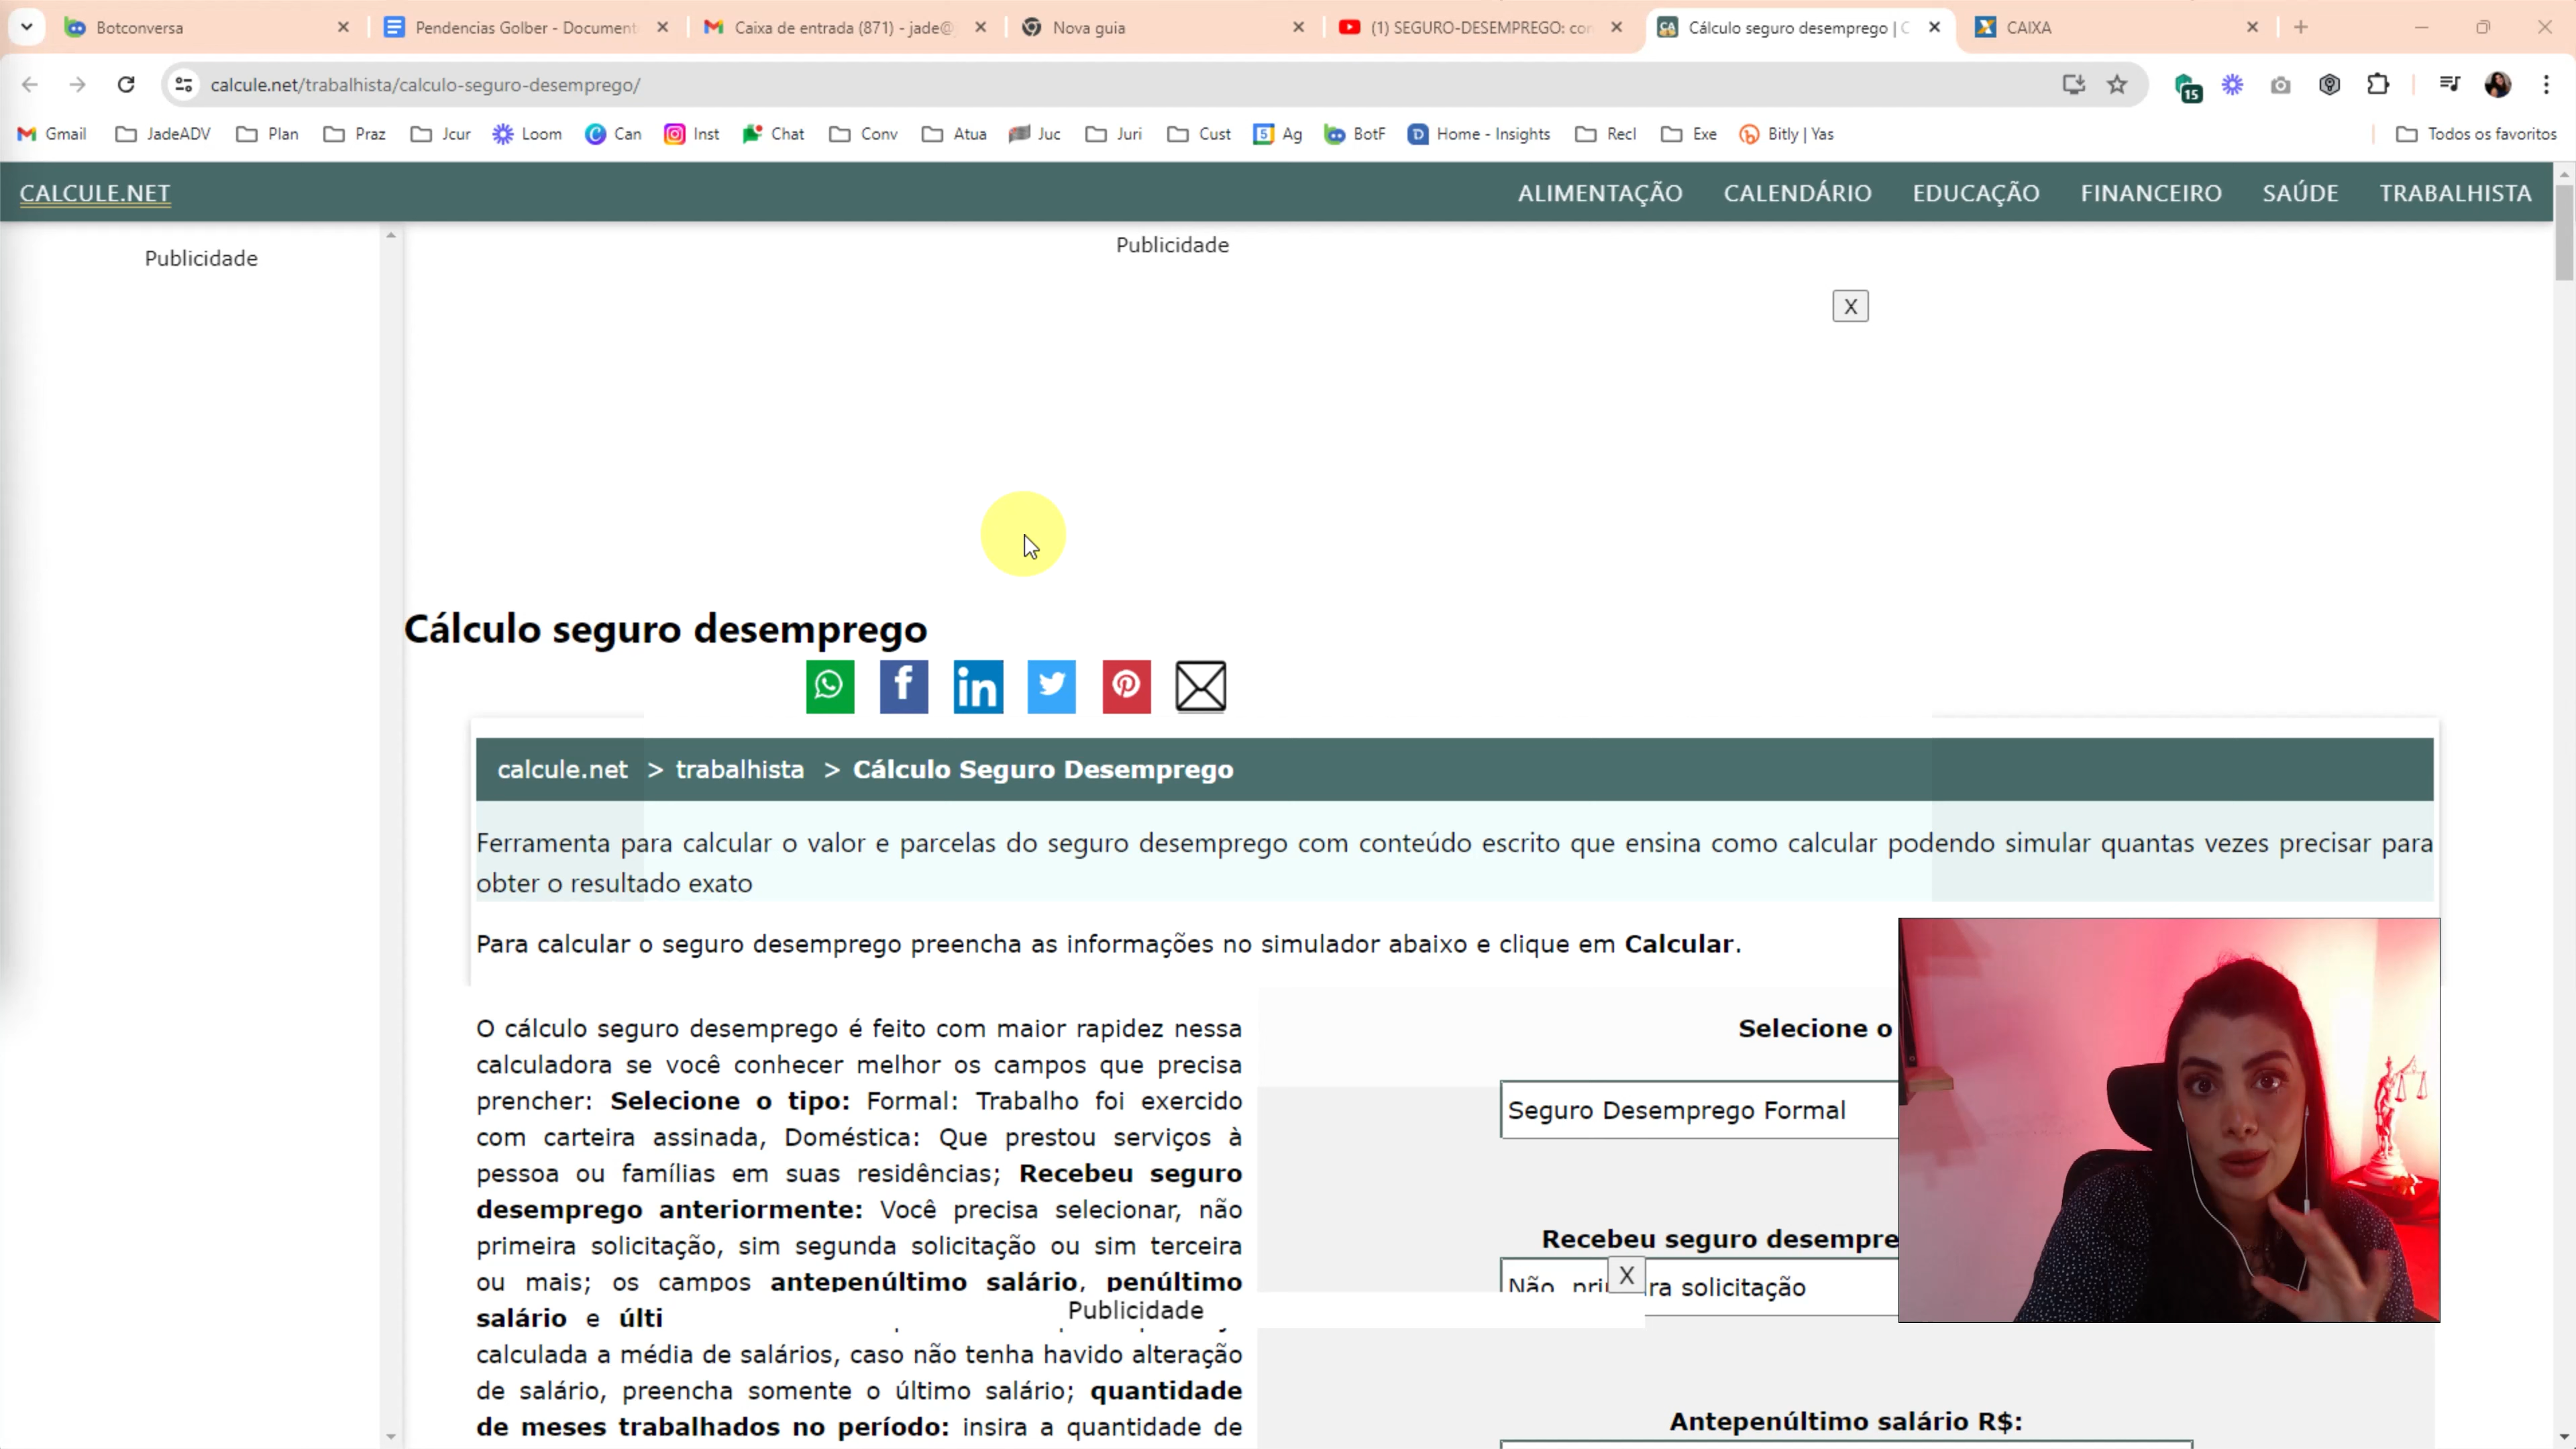 Botconversa
Pendencias Golber - Document
Caixa de entrada (871) - jade@
Nova guia
(1) SEGURO-DESEMPREGO: con
Cálculo seguro desemprego | C
CAIXA
calcule.net/trabalhista/calculo-seguro-desemprego/
15
Gmail JadeADV Plan Praz Jcur Loom Can Inst Chat Conv Atua Juc Juri Cust 5 Ag BotF Home - Insights Recl Exe Bitly | Yas Todos os favoritos
CALCULE.NET ALIMENTAÇÃO CALENDÁRIO EDUCAÇÃO FINANCEIRO SAÚDE TRABALHISTA
Publicidade
Publicidade
X
Cálculo seguro desemprego
calcule.net > trabalhista > Cálculo Seguro Desemprego
Ferramenta para calcular o valor e parcelas do seguro desemprego com conteúdo escrito que ensina como calcular podendo simular quantas vezes precisar para
obter o resultado exato
Para calcular o seguro desemprego preencha as informações no simulador abaixo e clique em Calcular.
O cálculo seguro desemprego é feito com maior rapidez nessa
calculadora se você conhecer melhor os campos que precisa
prencher: Selecione o tipo: Formal: Trabalho foi exercido
com carteira assinada, Doméstica: Que prestou serviços à
pessoa ou famílias em suas residências; Recebeu seguro
desemprego anteriormente: Você precisa selecionar, não
primeira solicitação, sim segunda solicitação ou sim terceira
ou mais; os campos antepenúltimo salário, penúltimo
salário e últi
calculada a média de salários, caso não tenha havido alteração
de salário, preencha somente o último salário; quantidade
de meses trabalhados no período: insira a quantidade de
Publicidade
Selecione o
Seguro Desemprego Formal
Recebeu seguro desempre
Não solicitação
X
Antepenúltimo salário R$: